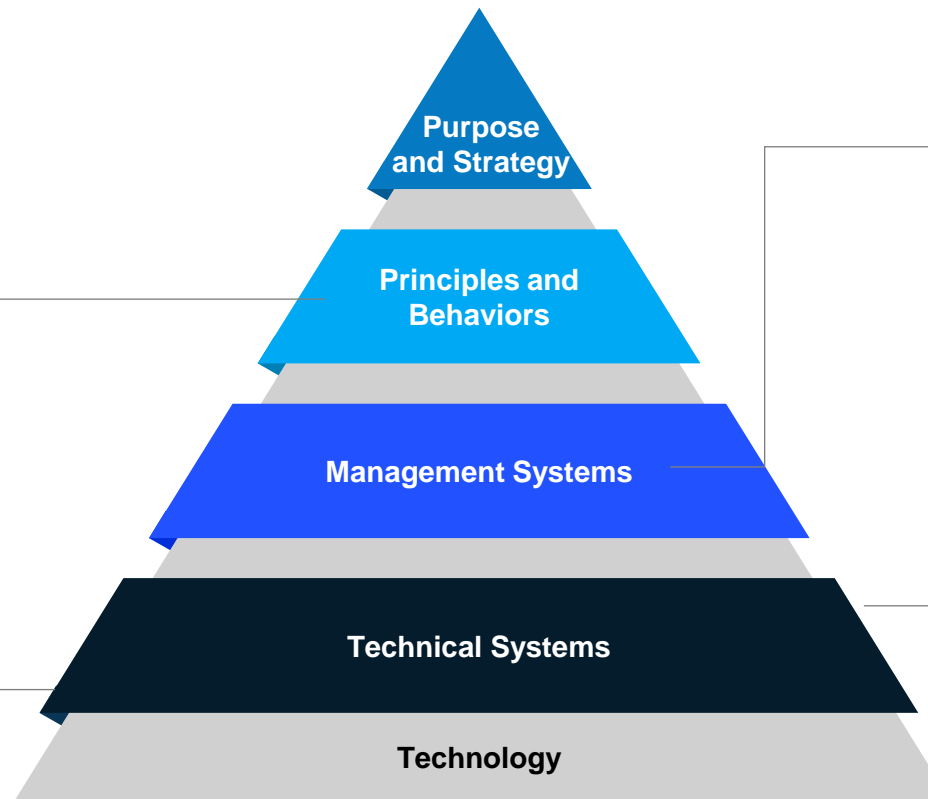 Purpose
and Strategy
Principles and
Behaviors
Management Systems
Technical Systems
Technology